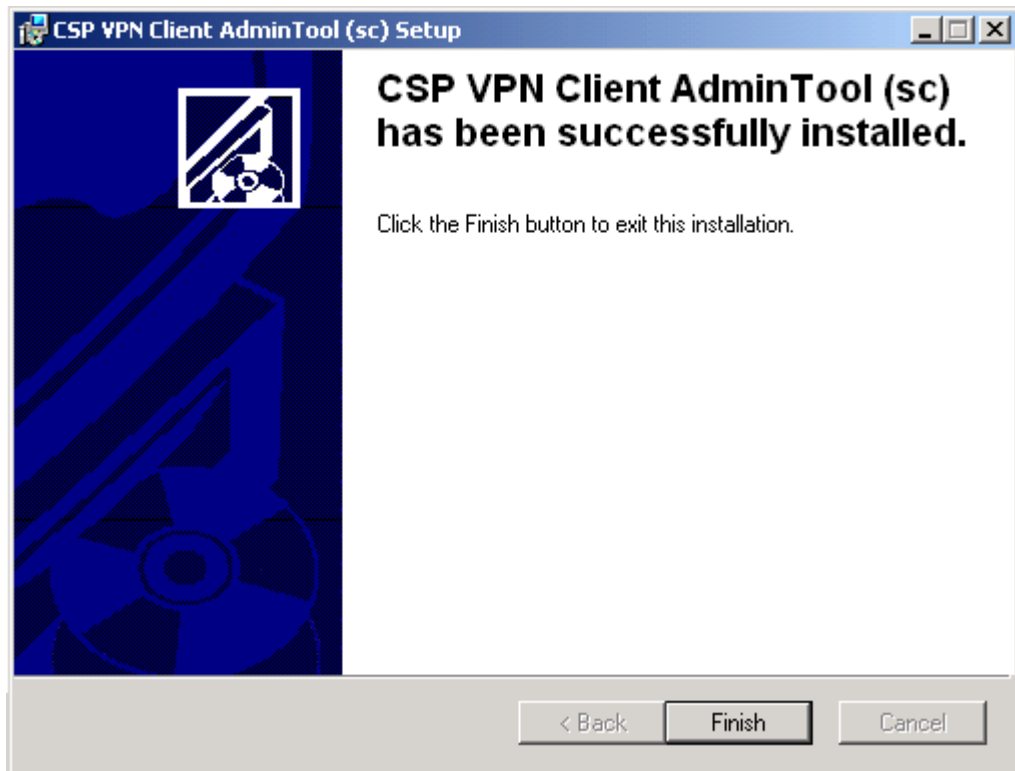 CSP VPN Client AdminTool (sc) Setup
CSP VPN Client AdminTool (sc)
has been successfully installed.
Click the Finish button to exit this installation.
< Back
Finish
Cancel